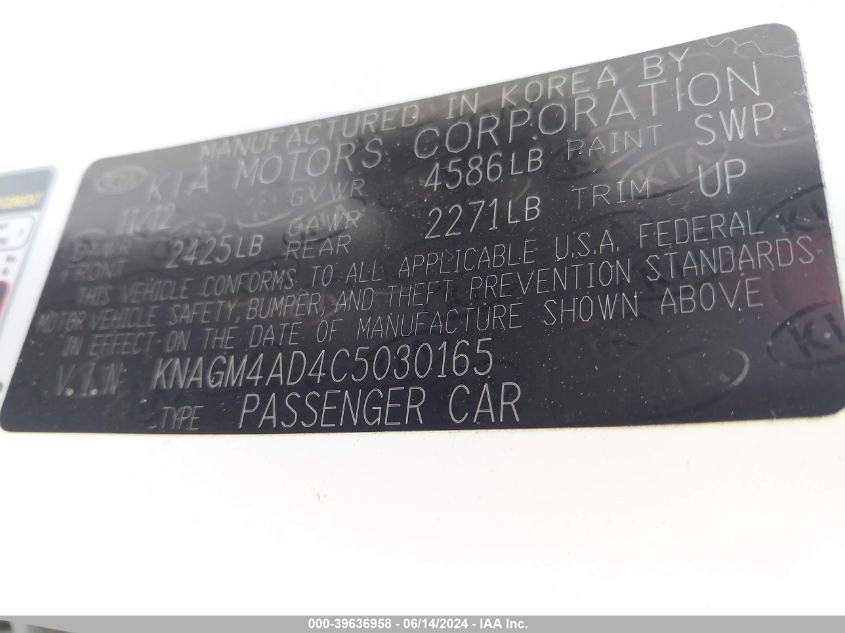 MANUFACTURED IN KOREA BY
KIA MOTORS CORPORATION
11/02 GVWR 4586LB PAINT SWP
GAWR FRONT 2425LB GAWR REAR 2271LB TRIM UP
THIS VEHICLE CONFORMS TO ALL APPLICABLE U.S.A. FEDERAL
MOTOR VEHICLE SAFETY, BUMPER, AND THEFT PREVENTION STANDARDS
IN EFFECT ON THE DATE OF MANUFACTURE SHOWN ABOVE
V.I.N KNAGM4AD4C5030165
TYPE PASSENGER CAR
000-39636958 - 06/14/2024 - IAA Inc.